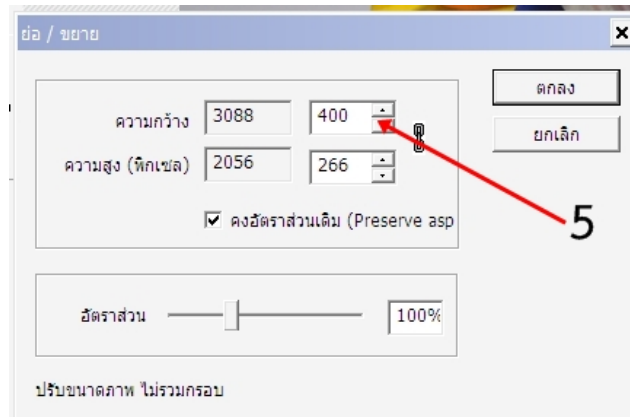 ย่อ / ขยาย
ตกลง
ความกว้าง 3088 400
ยกเลิก
ความสูง (พิกเซล) 2056 266
คงอัตราส่วนเดิม (Preserve asp
5
อัตราส่วน 100%
ปรับขนาดภาพ ไม่รวมกรอบ